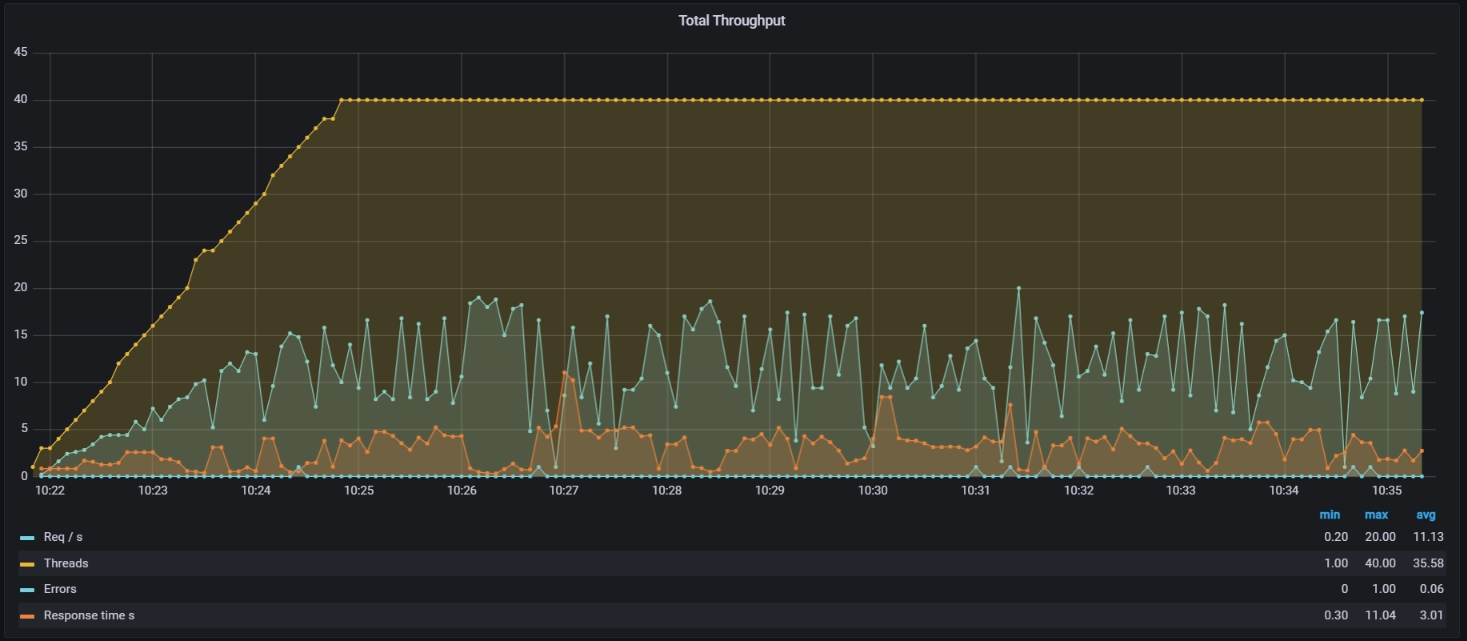 Total Throughput
45
40
35
30
25
20
15
10
5
0
10:22 10:23 10:24 10:25 10:26 10:27 10:28 10:29 10:30 10:31 10:32 10:33 10:34 10:35
min max avg
Req / s 0.20 20.00 11.13
Threads 1.00 40.00 35.58
Errors 0 1.00 0.06
Response time s 0.30 11.04 3.01